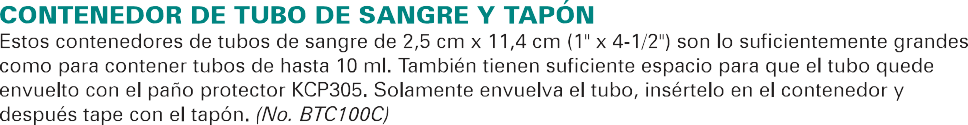 CONTENEDOR DE TUBO DE SANGRE Y TAPÓN
Estos contenedores de tubos de sangre de 2,5 cm x 11,4 cm (1" x 4-1/2") son lo suficientemente grandes
como para contener tubos de hasta 10 ml. También tienen suficiente espacio para que el tubo quede
envuelto con el paño protector KCP305. Solamente envuelva el tubo, insértelo en el contenedor y
después tape con el tapón. (No. BTC100C)